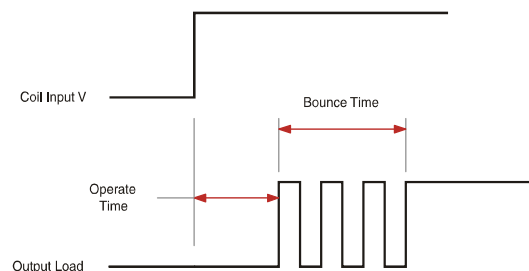 Coil Input V
Bounce Time
Operate
Time
Output Load